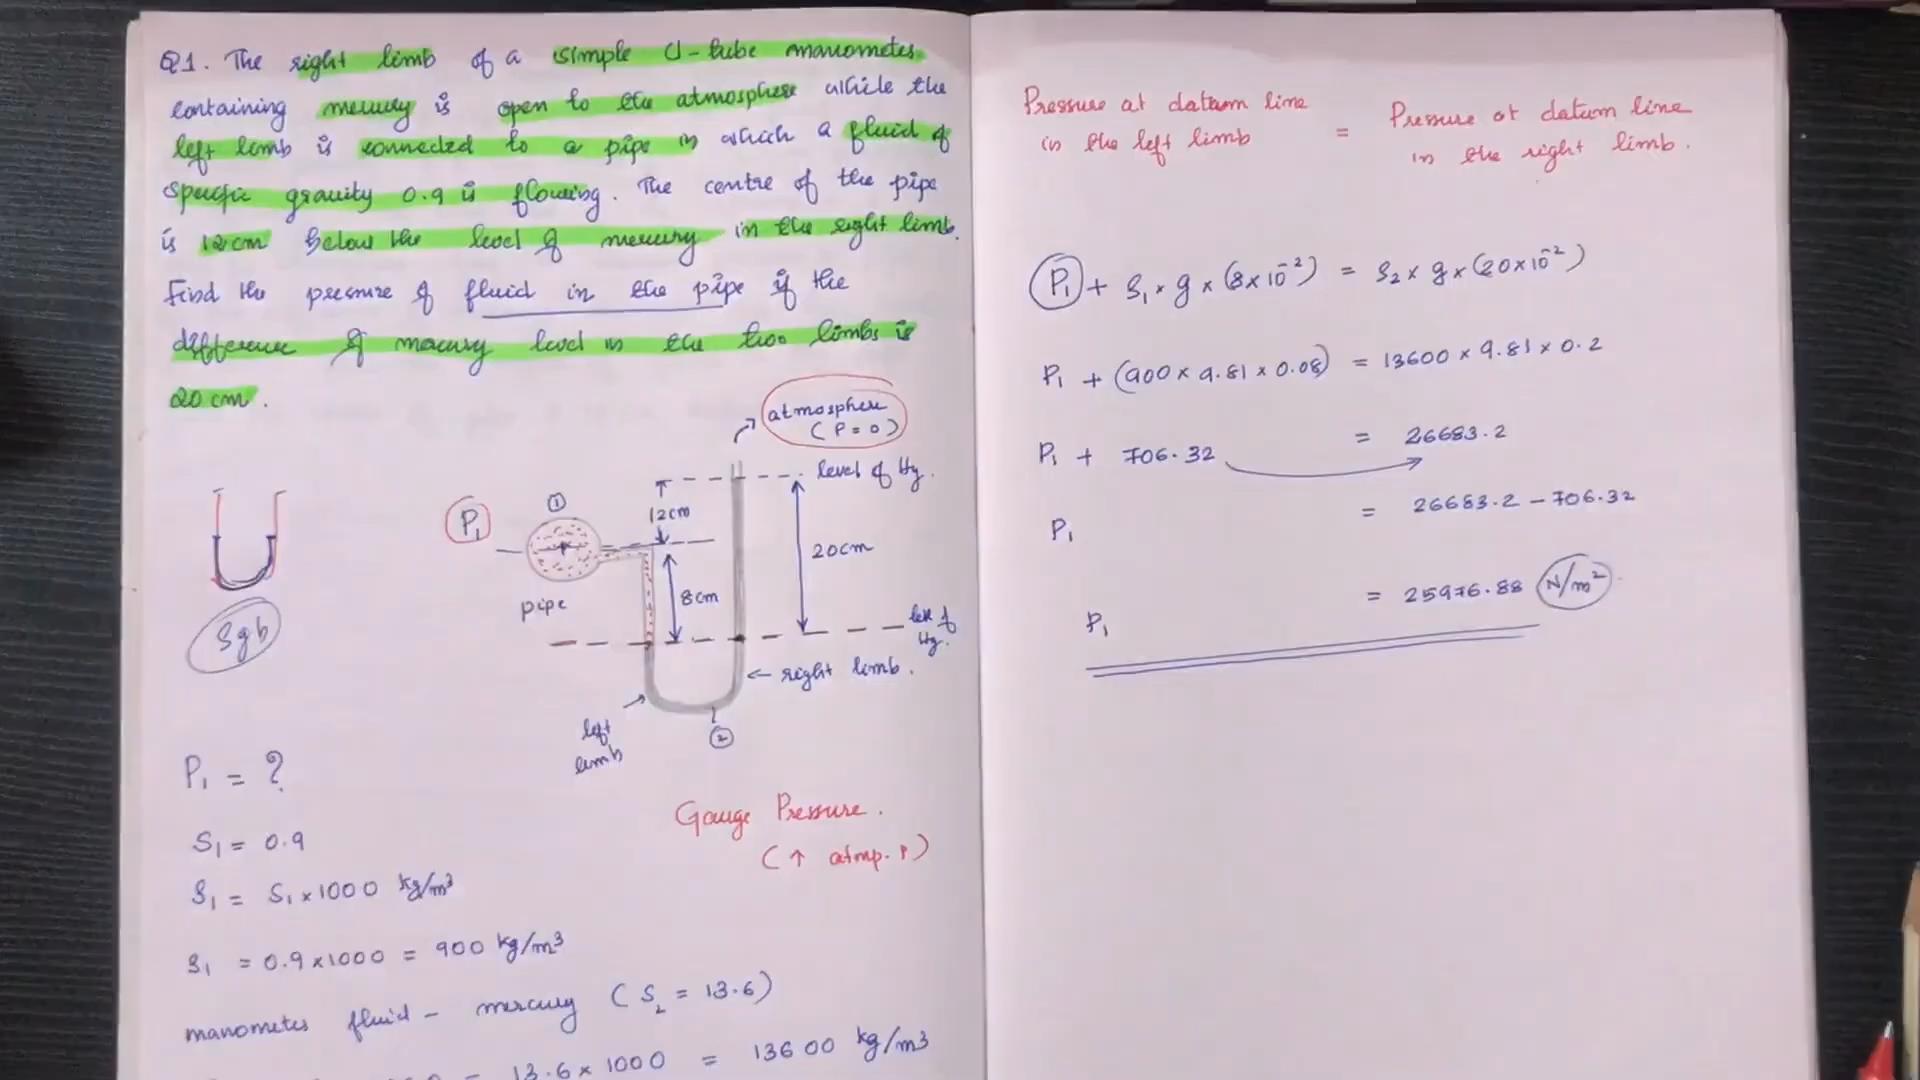 Q1. The right limb of a simple U-tube manometer
containing mercury is open to the atmosphere while the
left limb is connected to a pipe in which a fluid of
specific gravity 0.9 is flowing. The centre of the pipe
is 12cm below the level of mercury in the right limb.
Find the pressure of fluid in the pipe if the
difference of mercury level in the two limbs is
20 cm.
atmosphere
(P = 0)
level of Hg.
①
P₁
12cm
20cm
8cm
pipe
Hg.
← right limb.
ρgh
left
limb
②
P₁ = ?
Gauge Pressure.
(↑ atmp. P)
S₁ = 0.9
ρ₁ = S₁ × 1000 kg/m³
ρ₁ = 0.9 × 1000 = 900 kg/m³
manometer fluid - mercury (S₂ = 13.6)
13.6 × 1000 = 13600 kg/m³
Pressure at datum line = Pressure at datum line
in the left limb in the right limb.
P₁ + ρ₁ × g × (8×10⁻²) = ρ₂ × g × (20×10⁻²)
P₁ + (900 × 9.81 × 0.08) = 13600 × 9.81 × 0.2
P₁ + 706.32 = 26683.2
P₁ = 26683.2 - 706.32
P₁ = 25976.88 N/m²